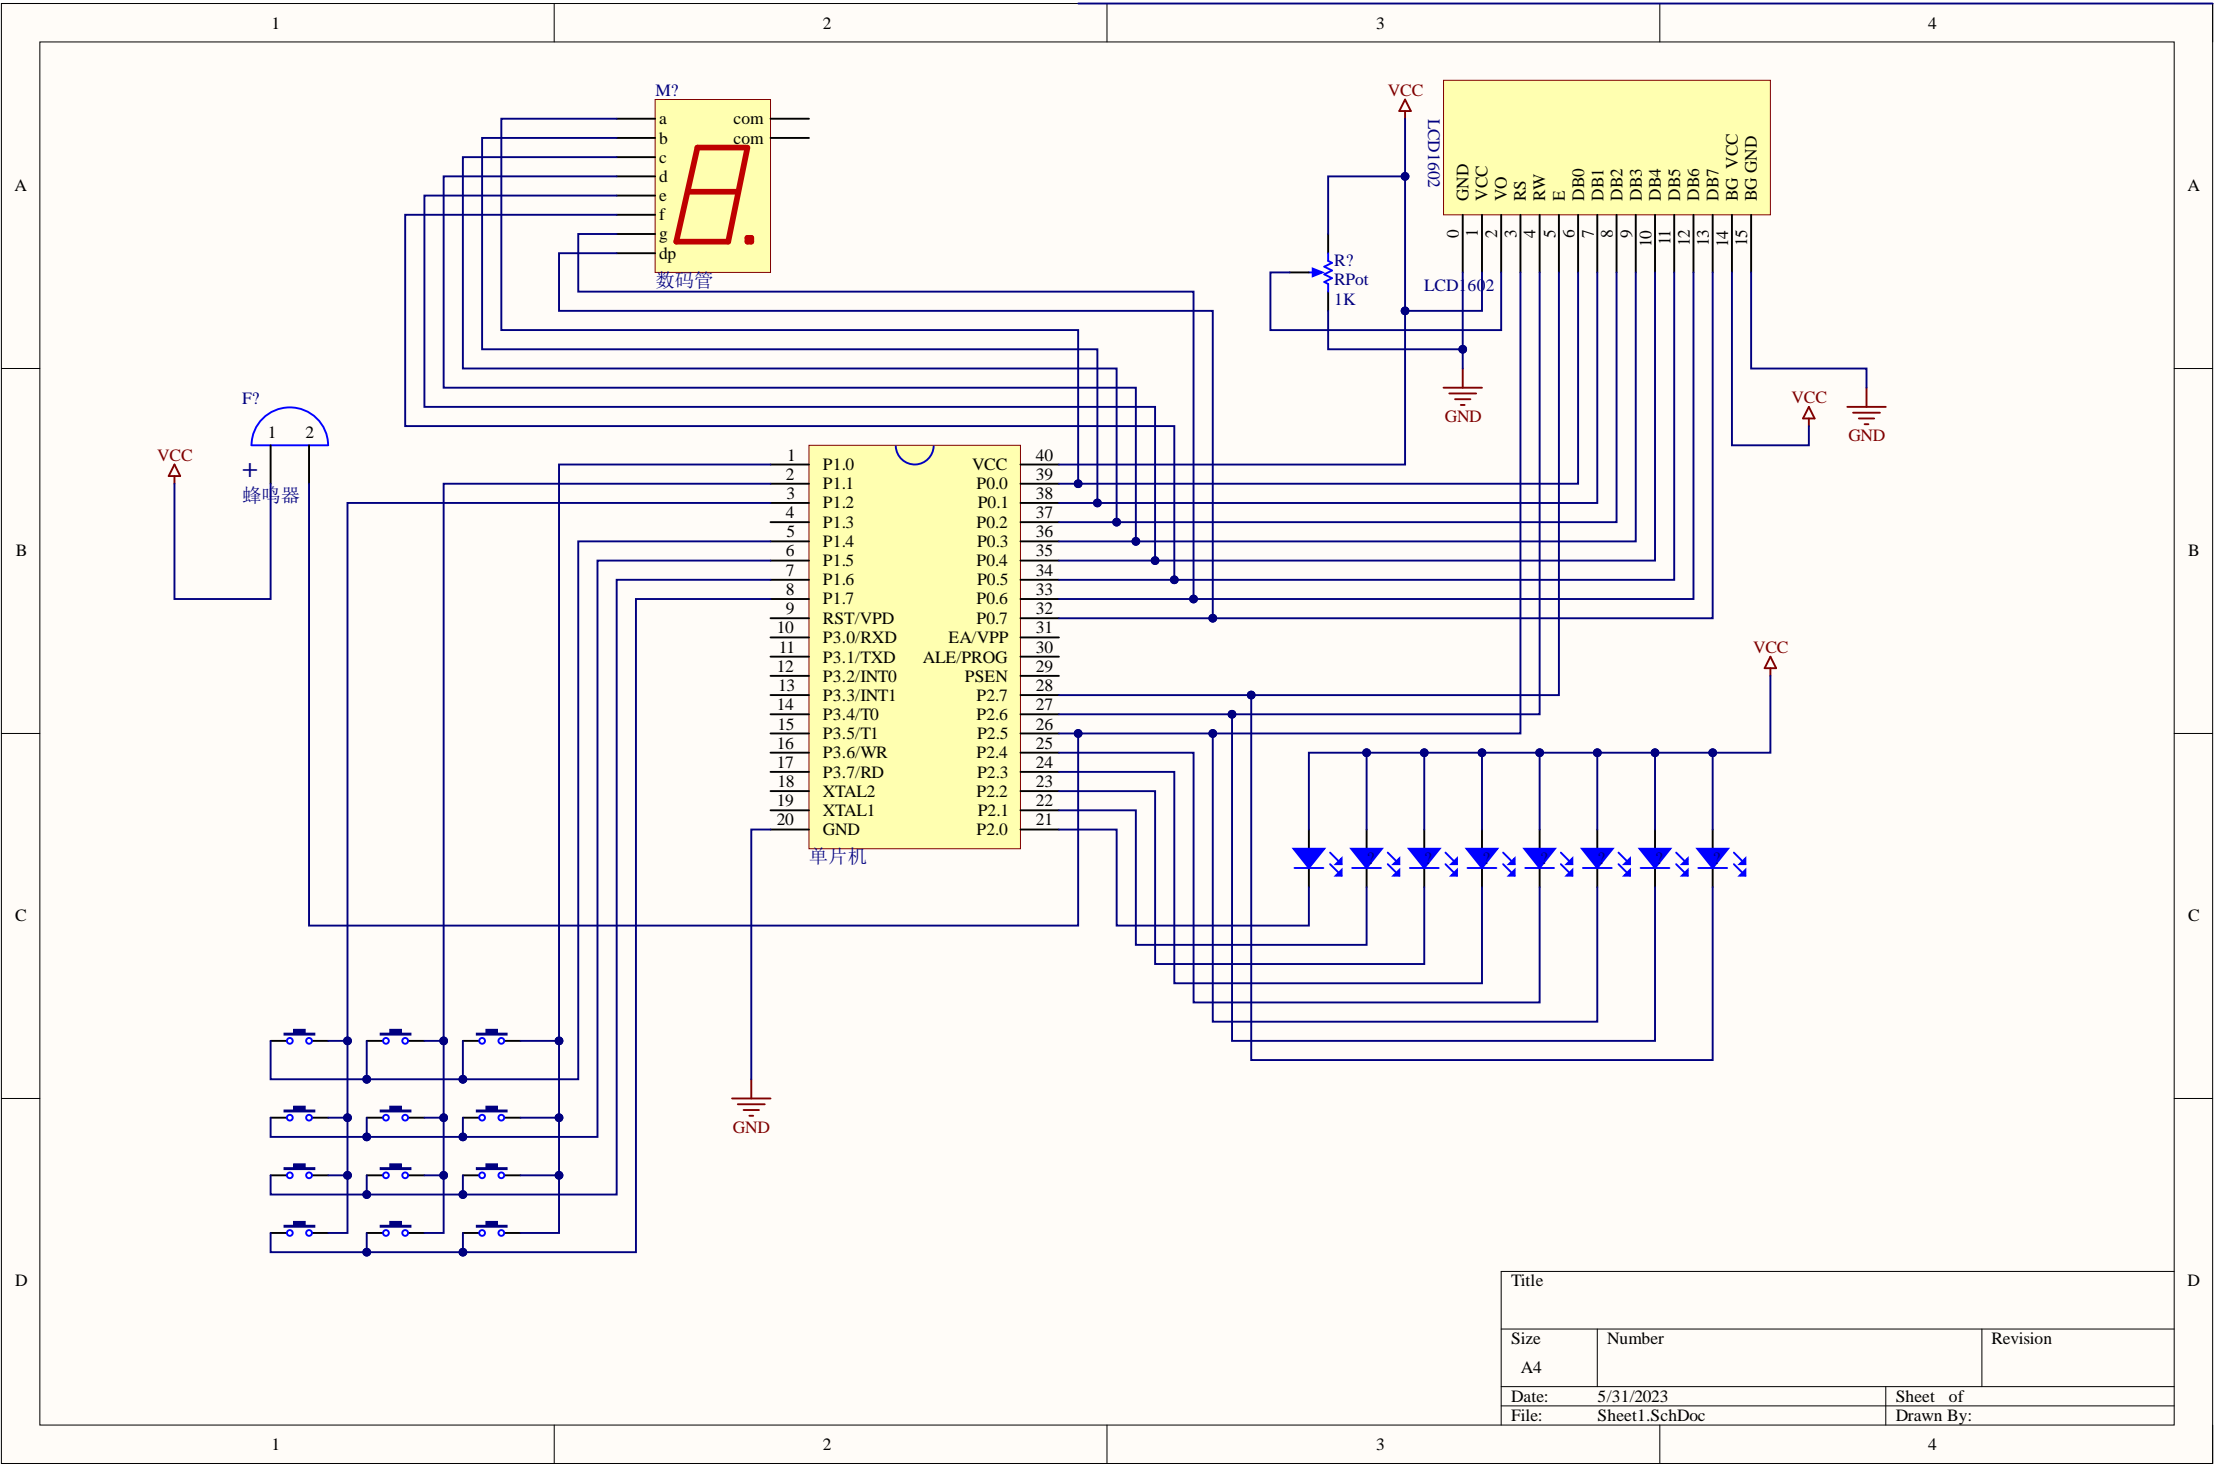 1 2 3 4
A A
B B
C C
D D
M?
a com
b com
c
d
e
f
g
dp
数码管
VCC
LCD1602
GND
VCC
VO
RS
RW
E
DB0
DB1
DB2
DB3
DB4
DB5
DB6
DB7
BG VCC
BG GND
0 1 2 3 4 5 6 7 8 9 10 11 12 13 14 15
LCD1602
R?
RPot
1K
GND
VCC
GND
F?
1 2
+
蜂鸣器
VCC
1 P1.0 VCC 40
2 P1.1 P0.0 39
3 P1.2 P0.1 38
4 P1.3 P0.2 37
5 P1.4 P0.3 36
6 P1.5 P0.4 35
7 P1.6 P0.5 34
8 P1.7 P0.6 33
9 RST/VPD P0.7 32
10 P3.0/RXD EA/VPP 31
11 P3.1/TXD ALE/PROG 30
12 P3.2/INT0 PSEN 29
13 P3.3/INT1 P2.7 28
14 P3.4/T0 P2.6 27
15 P3.5/T1 P2.5 26
16 P3.6/WR P2.4 25
17 P3.7/RD P2.3 24
18 XTAL2 P2.2 23
19 XTAL1 P2.1 22
20 GND P2.0 21
单片机
VCC
GND
Title
Size Number Revision
A4
Date: 5/31/2023 Sheet of
File: Sheet1.SchDoc Drawn By:
1 2 3 4